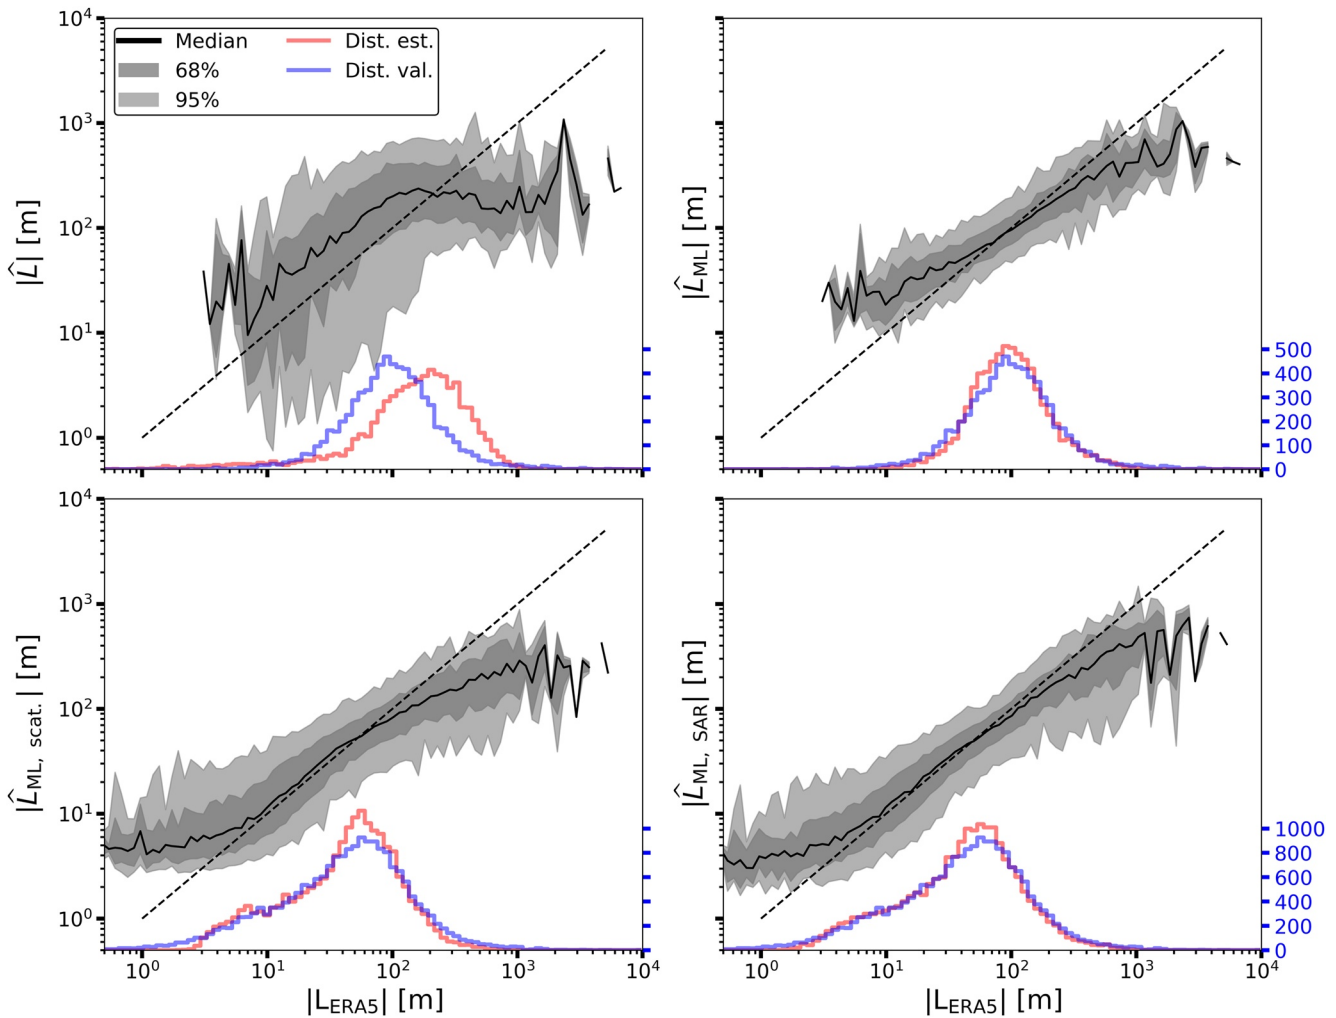 10⁴
10³
10²
10¹
10⁰
|L̂| [m]
Median
68%
95%
Dist. est.
Dist. val.
|L̂ML| [m]
500
400
300
200
100
0
10⁴
10³
10²
10¹
10⁰
|L̂ML, scat.| [m]
10⁰ 10¹ 10² 10³ 10⁴
|LERA5| [m]
|L̂ML, SAR| [m]
1000
800
600
400
200
0
10⁰ 10¹ 10² 10³ 10⁴
|LERA5| [m]